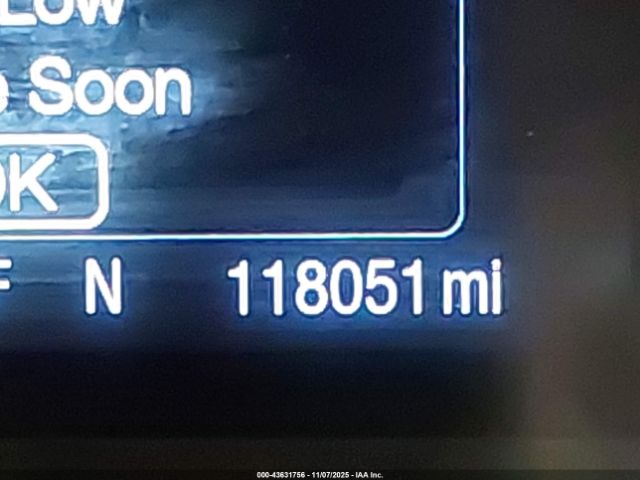 Low
e Soon
OK
F N 118051 mi
000-43631756 - 11/07/2025 - IAA Inc.